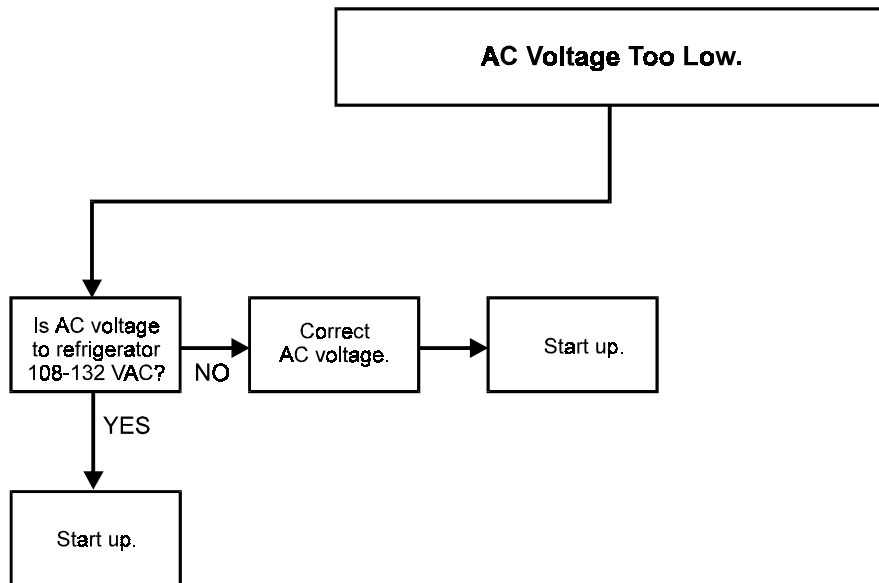 AC Voltage Too Low.
Is AC voltage
to refrigerator
108-132 VAC?
NO
Correct
AC voltage.
Start up.
YES
Start up.